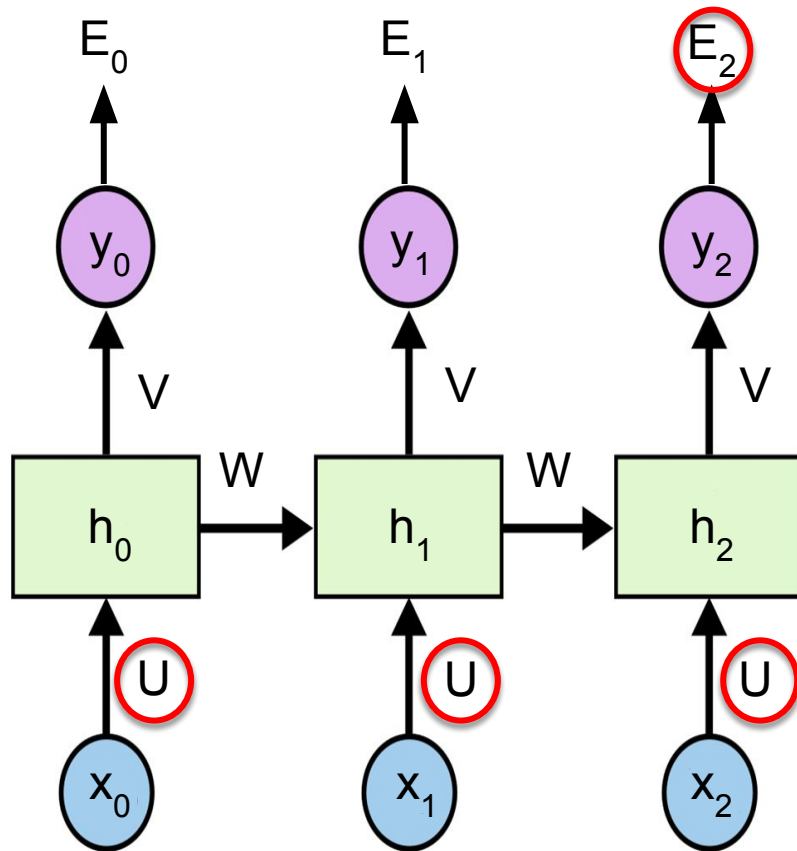 E₀ E₁ E₂
y₀ y₁ y₂
V V V
W W
h₀ h₁ h₂
U U U
x₀ x₁ x₂